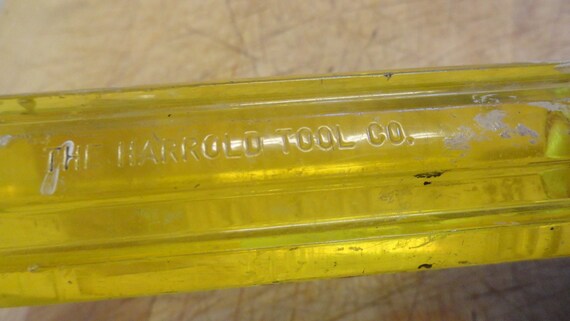 THE HARROLD TOOL CO.